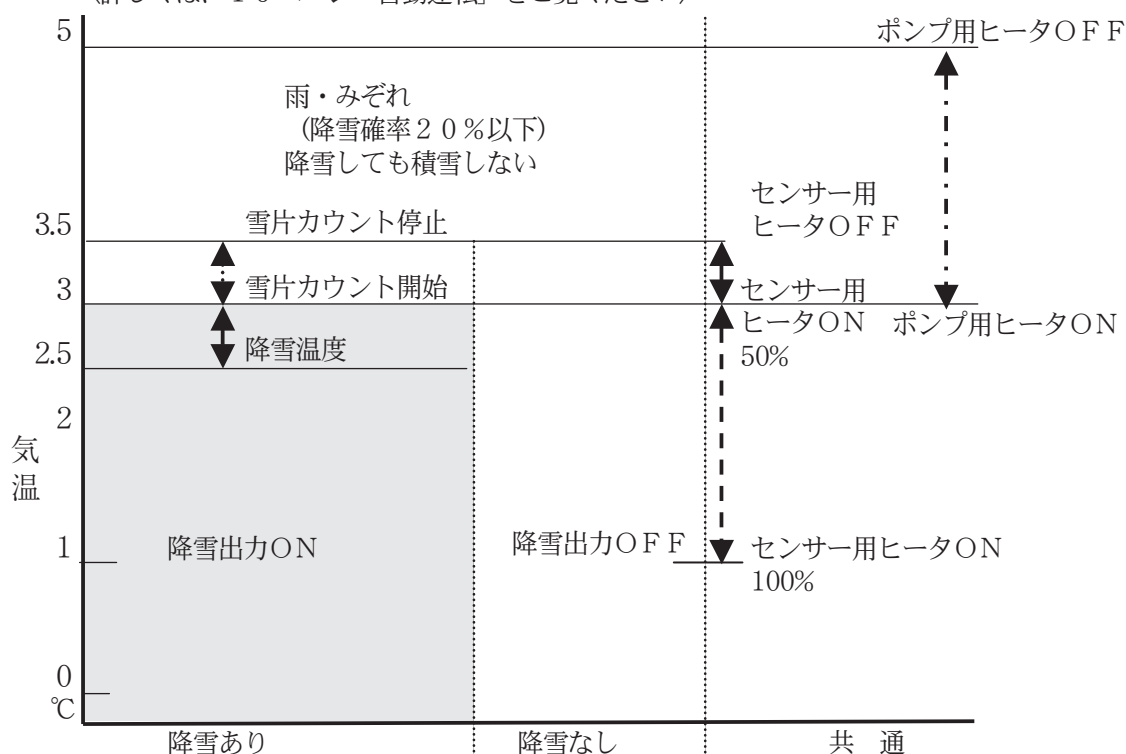 5
ポンプ用ヒータＯＦＦ
雨・みぞれ
（降雪確率２０％以下）
降雪しても積雪しない
センサー用
ヒータＯＦＦ
3.5
雪片カウント停止
3
雪片カウント開始
センサー用
ヒータＯＮ
50%
ポンプ用ヒータＯＮ
2.5
降雪温度
2
気
温
1
降雪出力ＯＮ
降雪出力ＯＦＦ
センサー用ヒータＯＮ
100%
0
℃
降雪あり
降雪なし
共　通